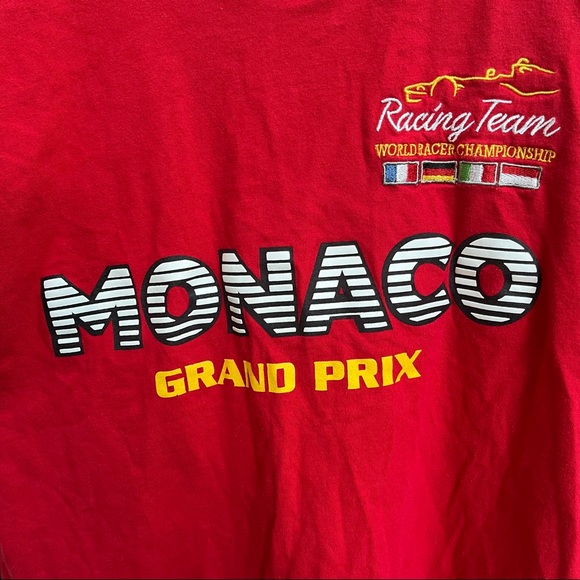 Racing Team
WORLD RACER CHAMPIONSHIP
MONACO
GRAND PRIX